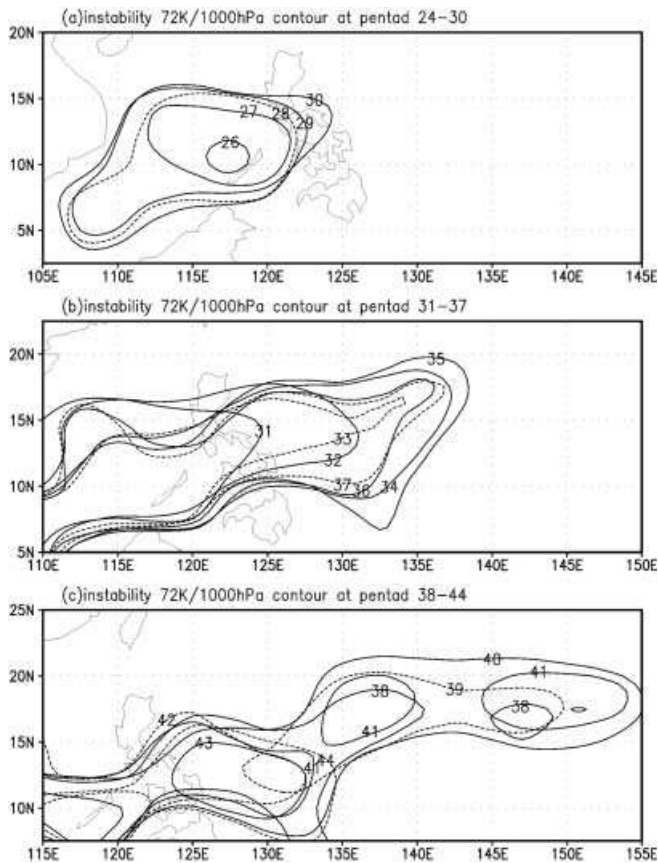 (a)instability 72K/1000hPa contour at pentad 24-30
20N
15N
10N
5N
30
27
28
29
26
105E 110E 115E 120E 125E 130E 135E 140E 145E
(b)instability 72K/1000hPa contour at pentad 31-37
20N
15N
10N
5N
35
31
33
32
37
36
34
110E 115E 120E 125E 130E 135E 140E 145E 150E
(c)instability 72K/1000hPa contour at pentad 38-44
25N
20N
15N
10N
40
41
39
38
38
42
41
43
44
115E 120E 125E 130E 135E 140E 145E 150E 155E